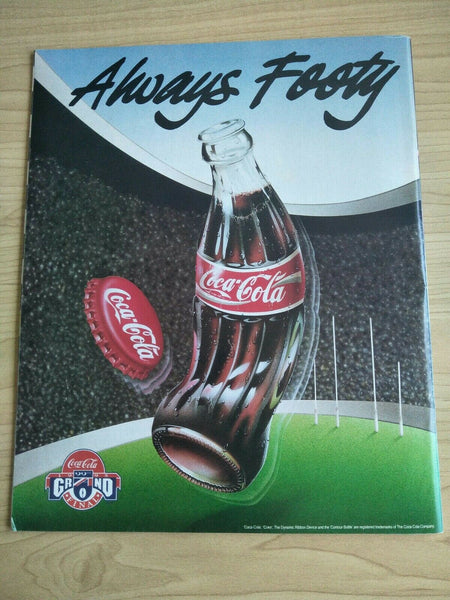 Always Footy
Coca-Cola
Coca-Cola
Coca-Cola
GRAND
FINAL
'Coca-Cola', 'Coke', The Dynamic Ribbon Device and the 'Contour Bottle' are registered trademarks of The Coca-Cola Company